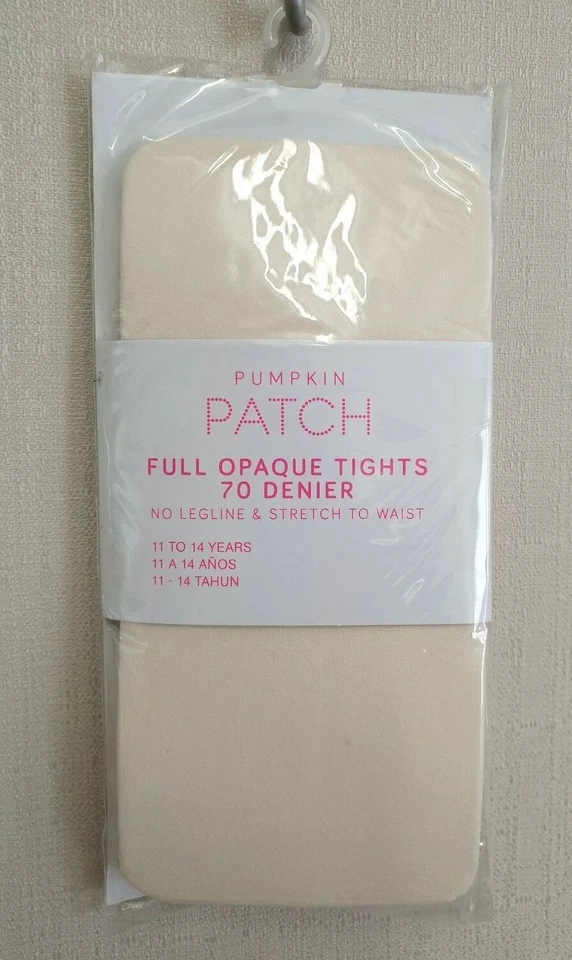 PUMPKIN
PATCH
FULL OPAQUE TIGHTS
70 DENIER
NO LEGLINE & STRETCH TO WAIST
11 TO 14 YEARS
11 A 14 AÑOS
11 - 14 TAHUN